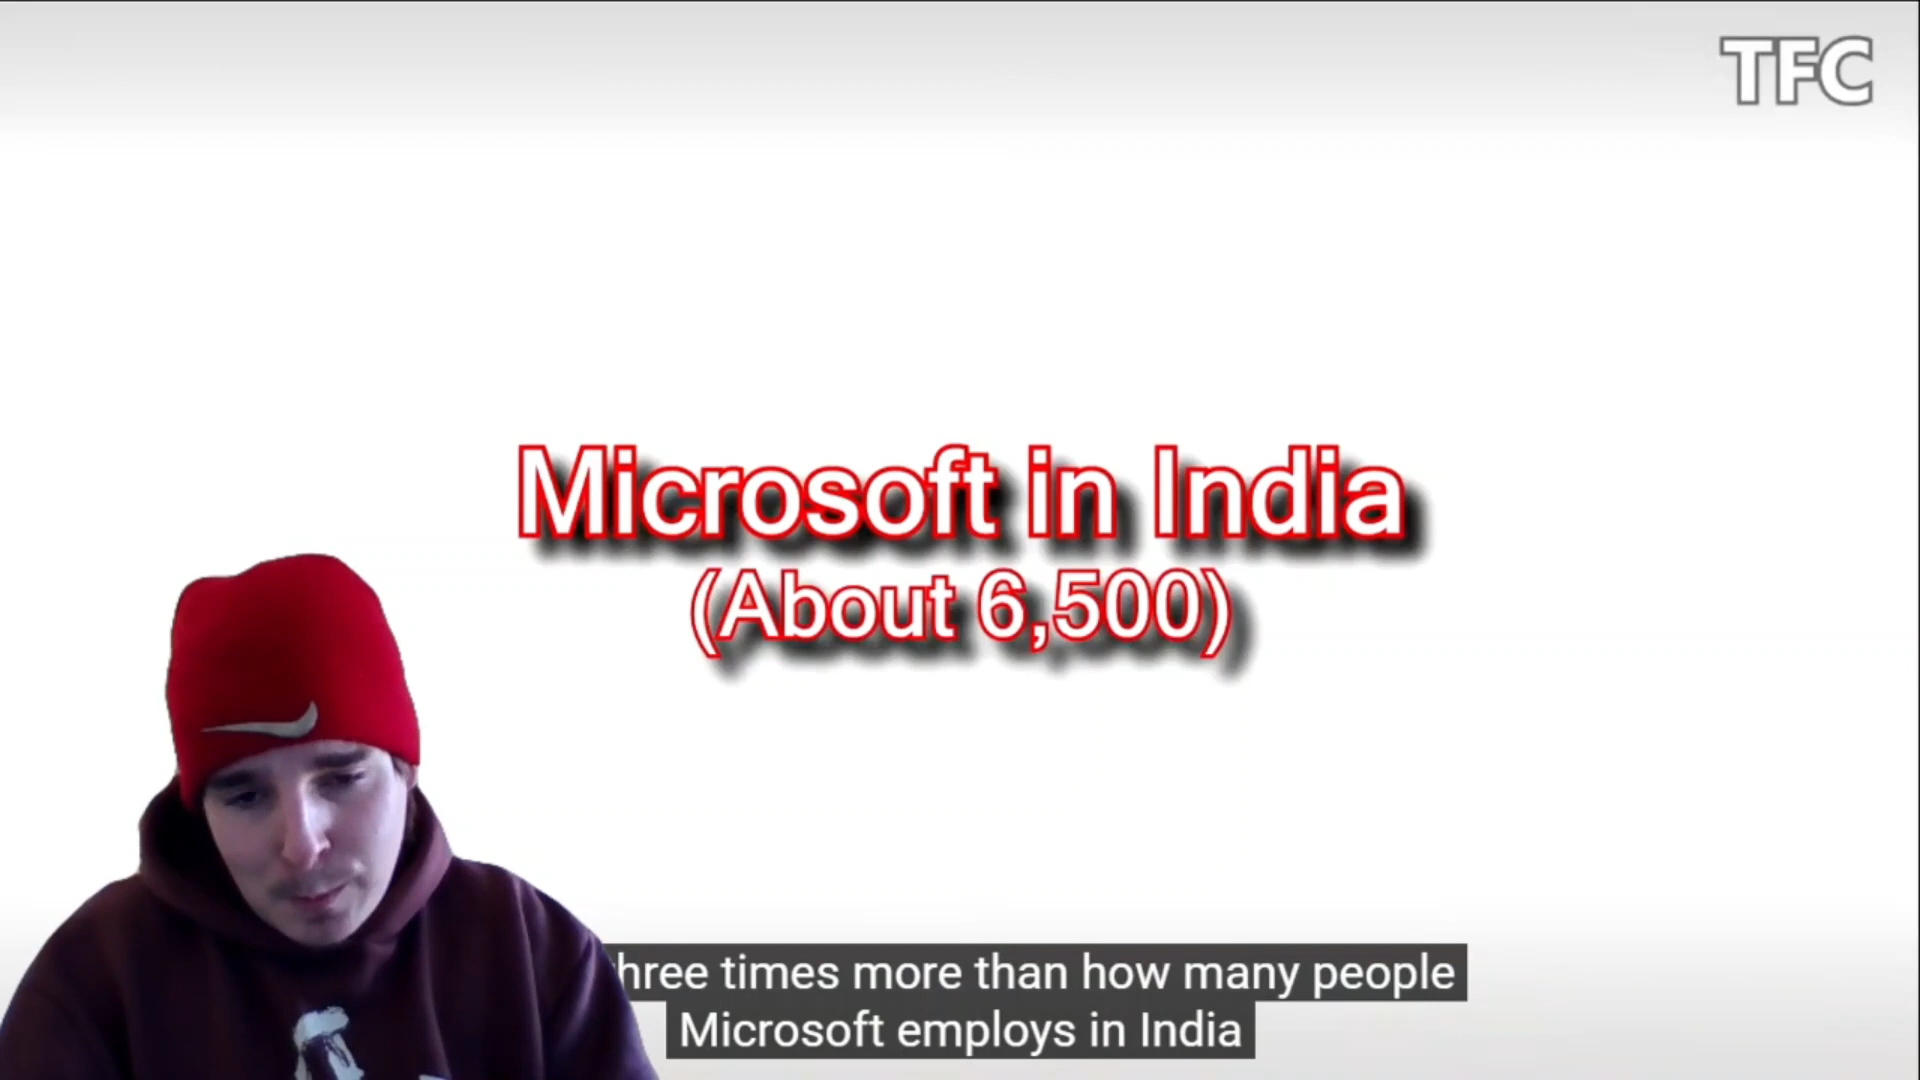 TFC
Microsoft in India
(About 6,500)
hree times more than how many people
Microsoft employs in India